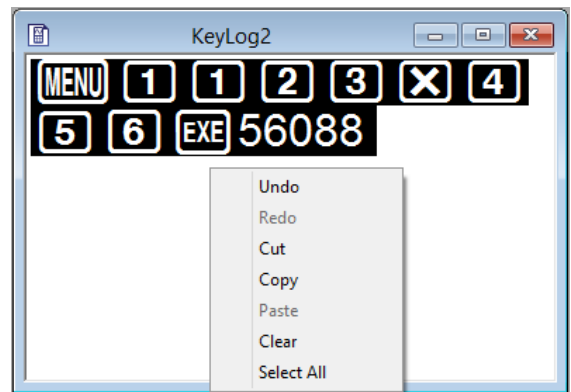 KeyLog2
MENU 1 1 2 3 × 4
5 6 EXE 56088
Undo
Redo
Cut
Copy
Paste
Clear
Select All